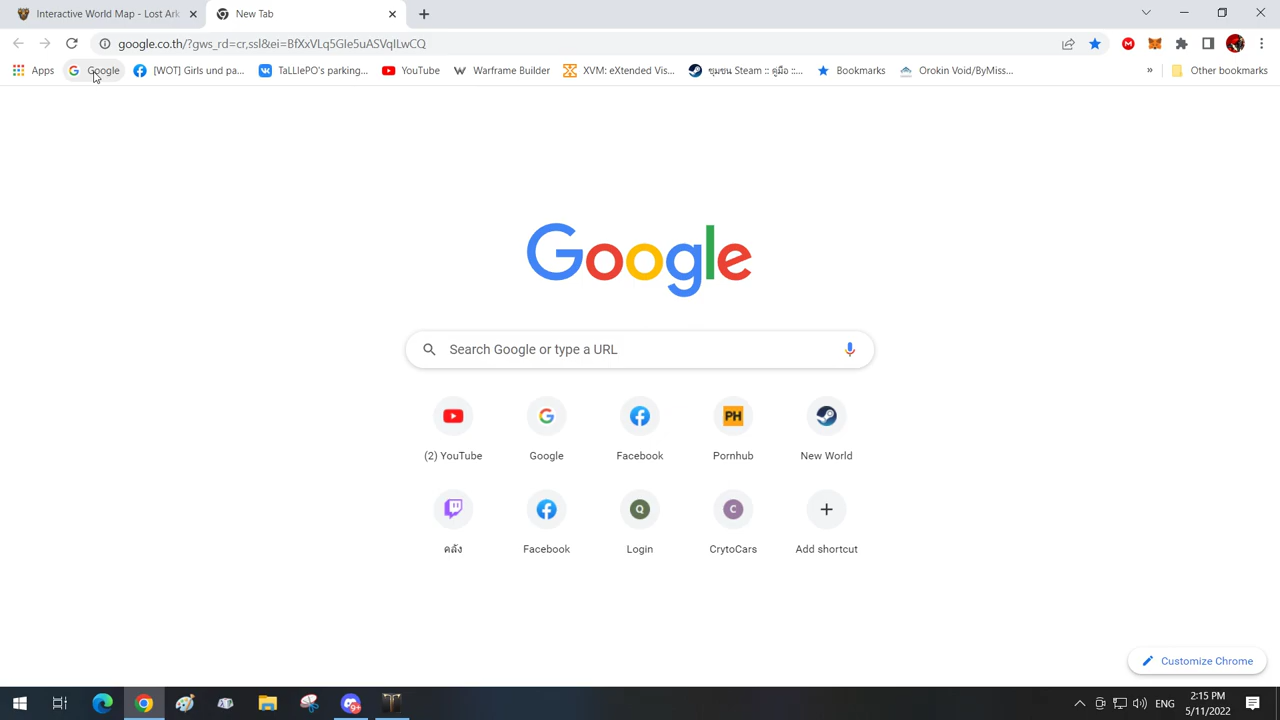 Interactive World Map - Lost Ark
New Tab
google.co.th/?gws_rd=cr,ssl&ei=BfXxVLq5GIe5uASVqILwCQ
Apps
Google
[WOT] Girls und pa...
TaLLIePO's parking...
YouTube
Warframe Builder
XVM: eXtended Vis...
ชุมชน Steam :: คู่มือ ::...
Bookmarks
Orokin Void/ByMiss...
»
Other bookmarks
Google
Search Google or type a URL
PH
(2) YouTube
Google
Facebook
Pornhub
New World
Q
C
คลัง
Facebook
Login
CrytoCars
Add shortcut
Customize Chrome
9+
ENG
2:15 PM
5/11/2022